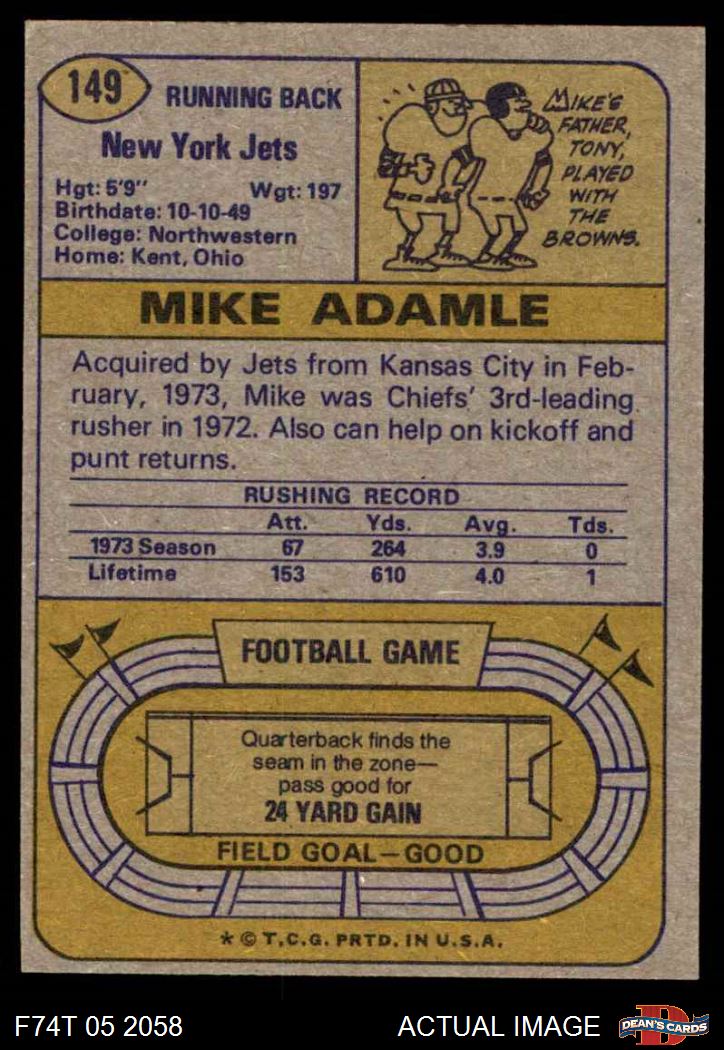 149
RUNNING BACK
New York Jets
Hgt: 5'9"   Wgt: 197
Birthdate: 10-10-49
College: Northwestern
Home: Kent, Ohio
MIKE'S
FATHER,
TONY,
PLAYED
WITH
THE
BROWNS.
MIKE ADAMLE
Acquired by Jets from Kansas City in Feb-
ruary, 1973, Mike was Chiefs' 3rd-leading
rusher in 1972. Also can help on kickoff and
punt returns.
RUSHING RECORD
Att. Yds. Avg. Tds.
1973 Season 67 264 3.9 0
Lifetime 153 610 4.0 1
FOOTBALL GAME
Quarterback finds the
seam in the zone—
pass good for
24 YARD GAIN
FIELD GOAL—GOOD
* © T.C.G. PRTD. IN U.S.A.
F74T 05 2058 ACTUAL IMAGE
D
DEAN'S CARDS